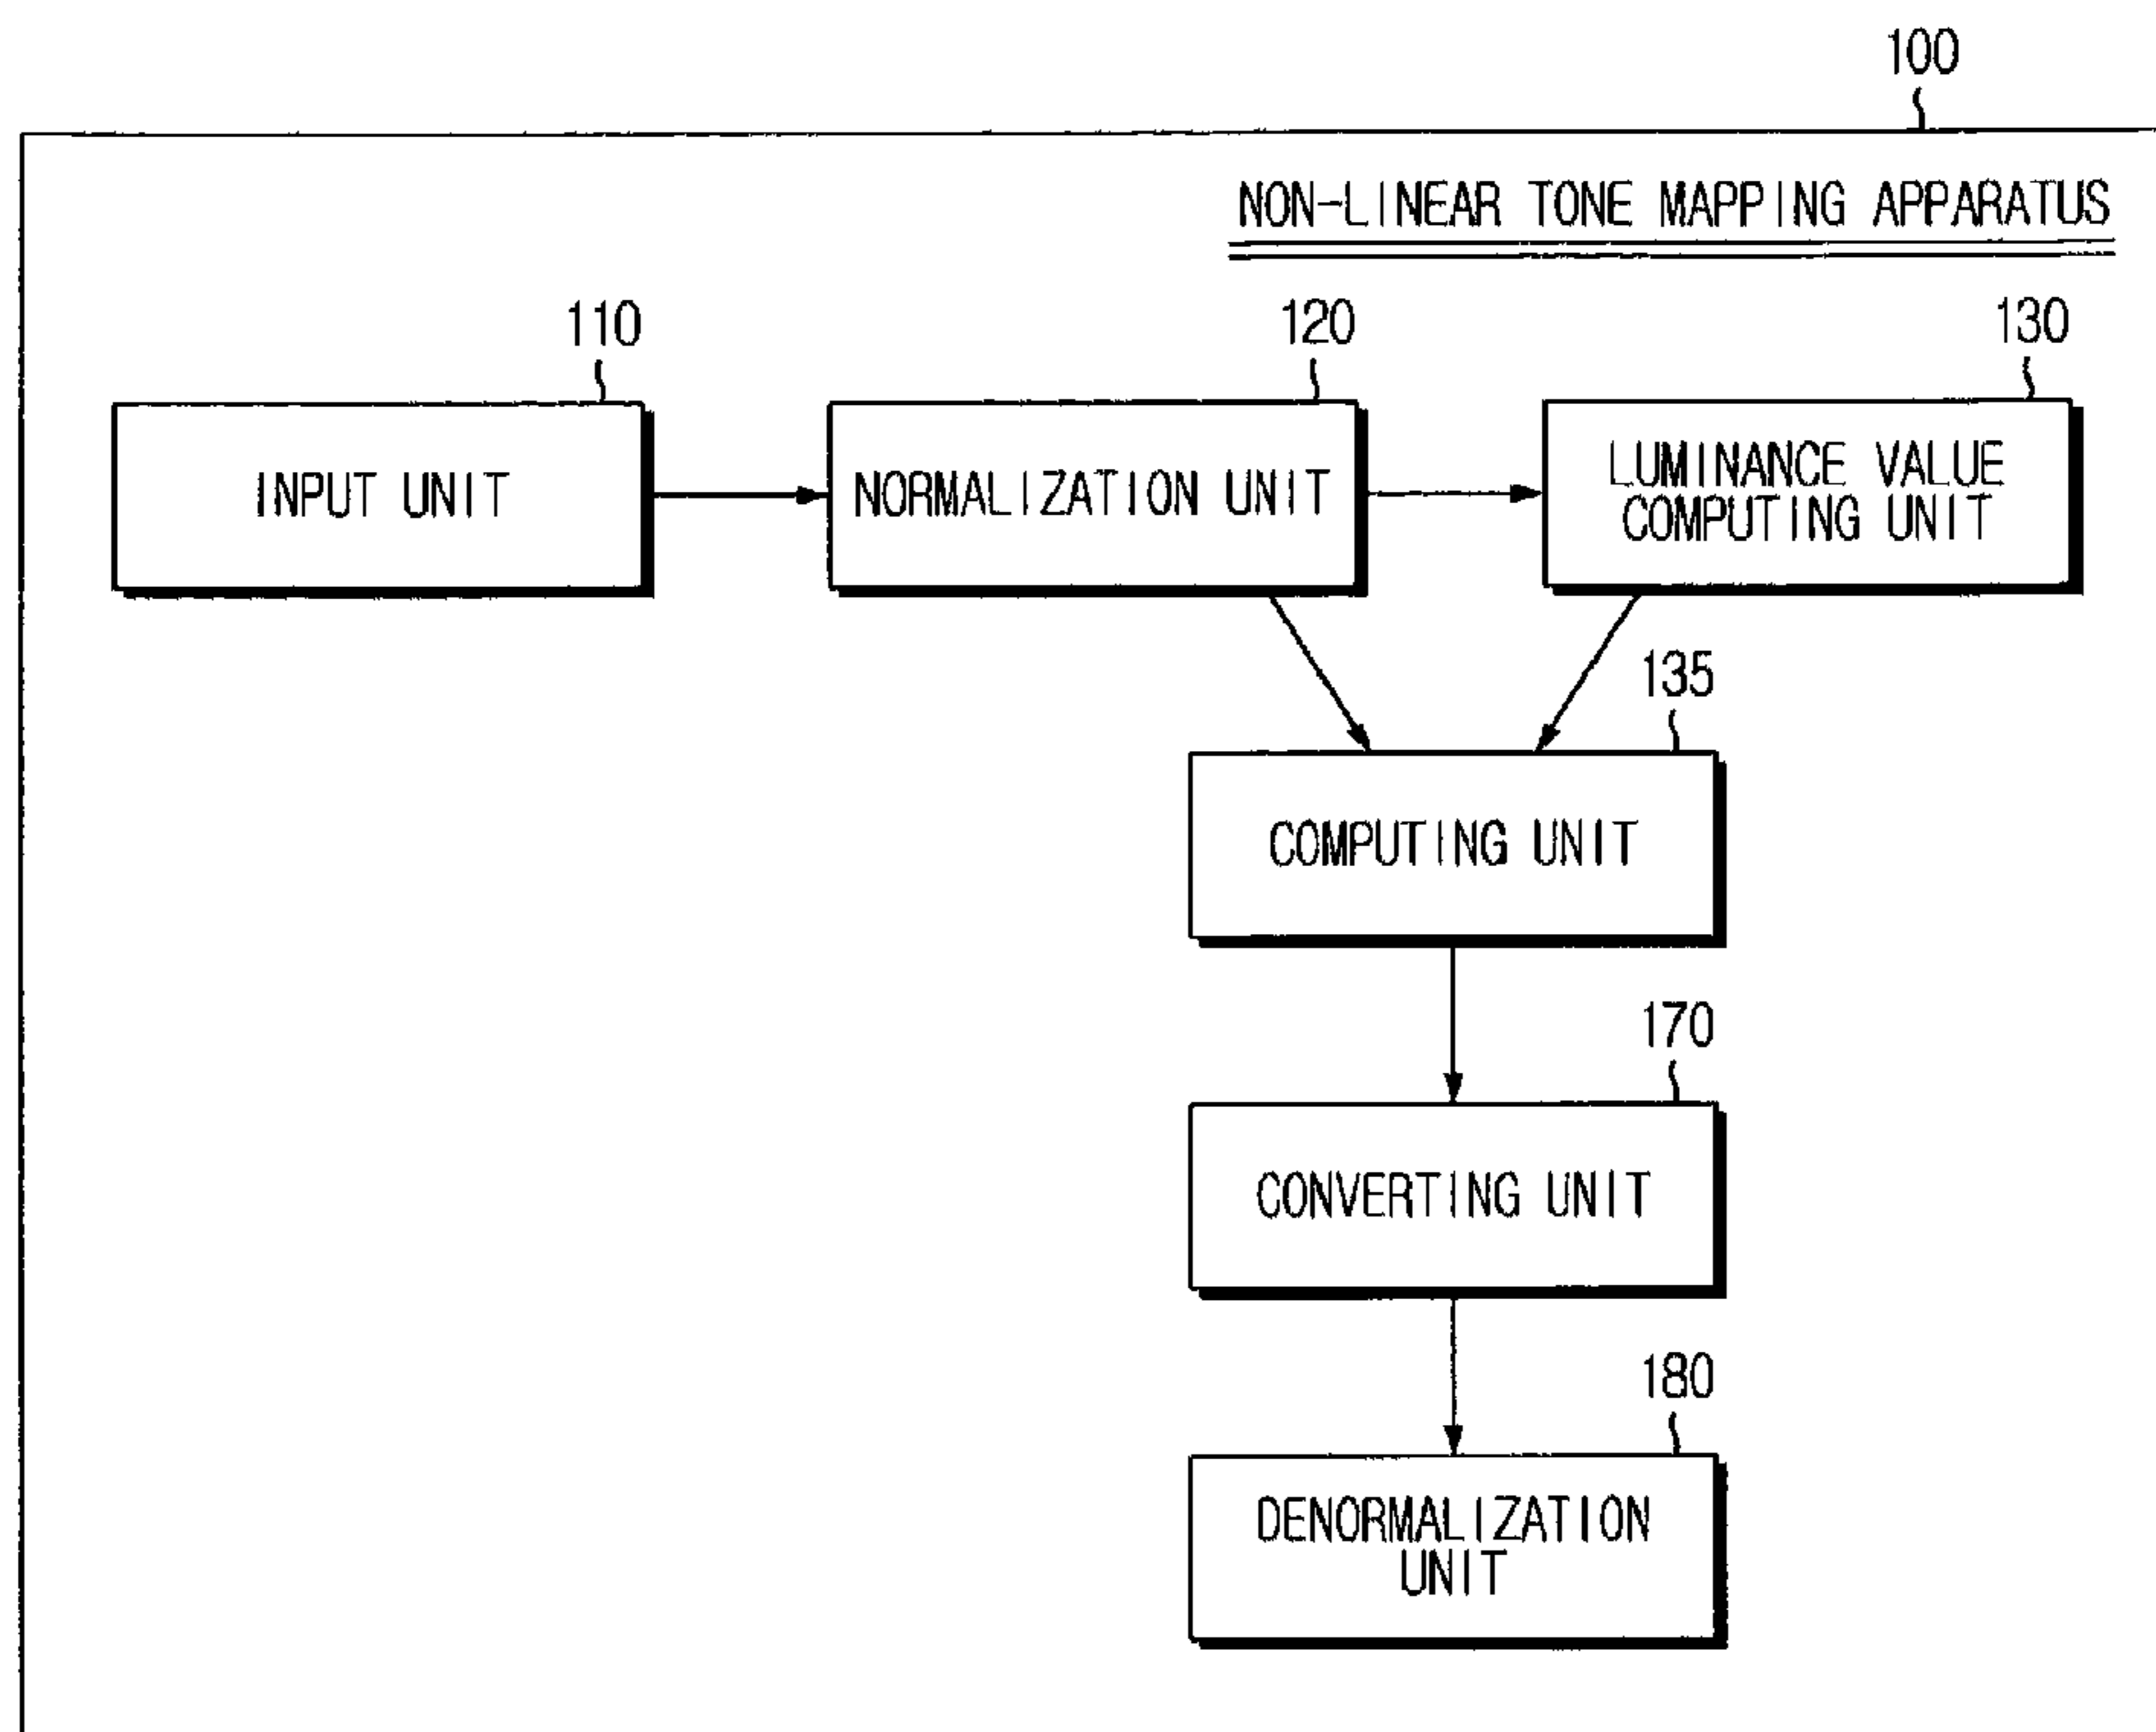 100
NON-LINEAR TONE MAPPING APPARATUS
110
120
130
INPUT UNIT
NORMALIZATION UNIT
LUMINANCE VALUE
COMPUTING UNIT
135
COMPUTING UNIT
170
CONVERTING UNIT
180
DENORMALIZATION
UNIT